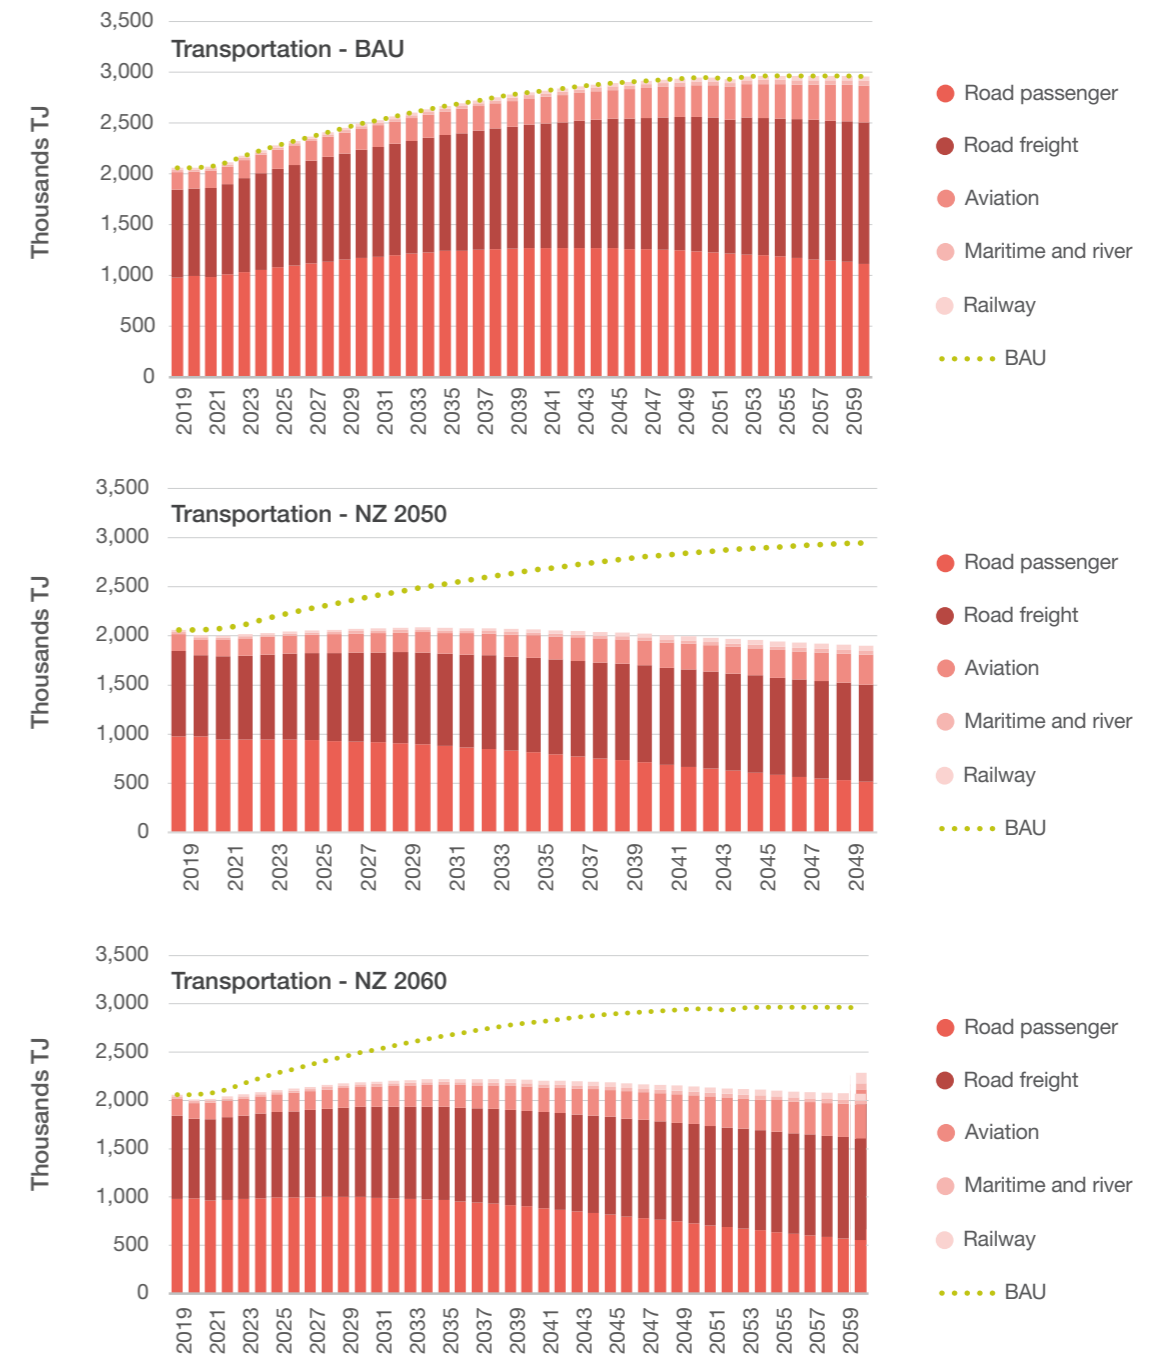 Transportation - BAU
Thousands TJ
3,500
3,000
2,500
2,000
1,500
1,000
500
0
2019 2021 2023 2025 2027 2029 2031 2033 2035 2037 2039 2041 2043 2045 2047 2049 2051 2053 2055 2057 2059
Road passenger
Road freight
Aviation
Maritime and river
Railway
BAU
Transportation - NZ 2050
Thousands TJ
3,500
3,000
2,500
2,000
1,500
1,000
500
0
2019 2021 2023 2025 2027 2029 2031 2033 2035 2037 2039 2041 2043 2045 2047 2049
Road passenger
Road freight
Aviation
Maritime and river
Railway
BAU
Transportation - NZ 2060
Thousands TJ
3,500
3,000
2,500
2,000
1,500
1,000
500
0
2019 2021 2023 2025 2027 2029 2031 2033 2035 2037 2039 2041 2043 2045 2047 2049 2051 2053 2055 2057 2059
Road passenger
Road freight
Aviation
Maritime and river
Railway
BAU